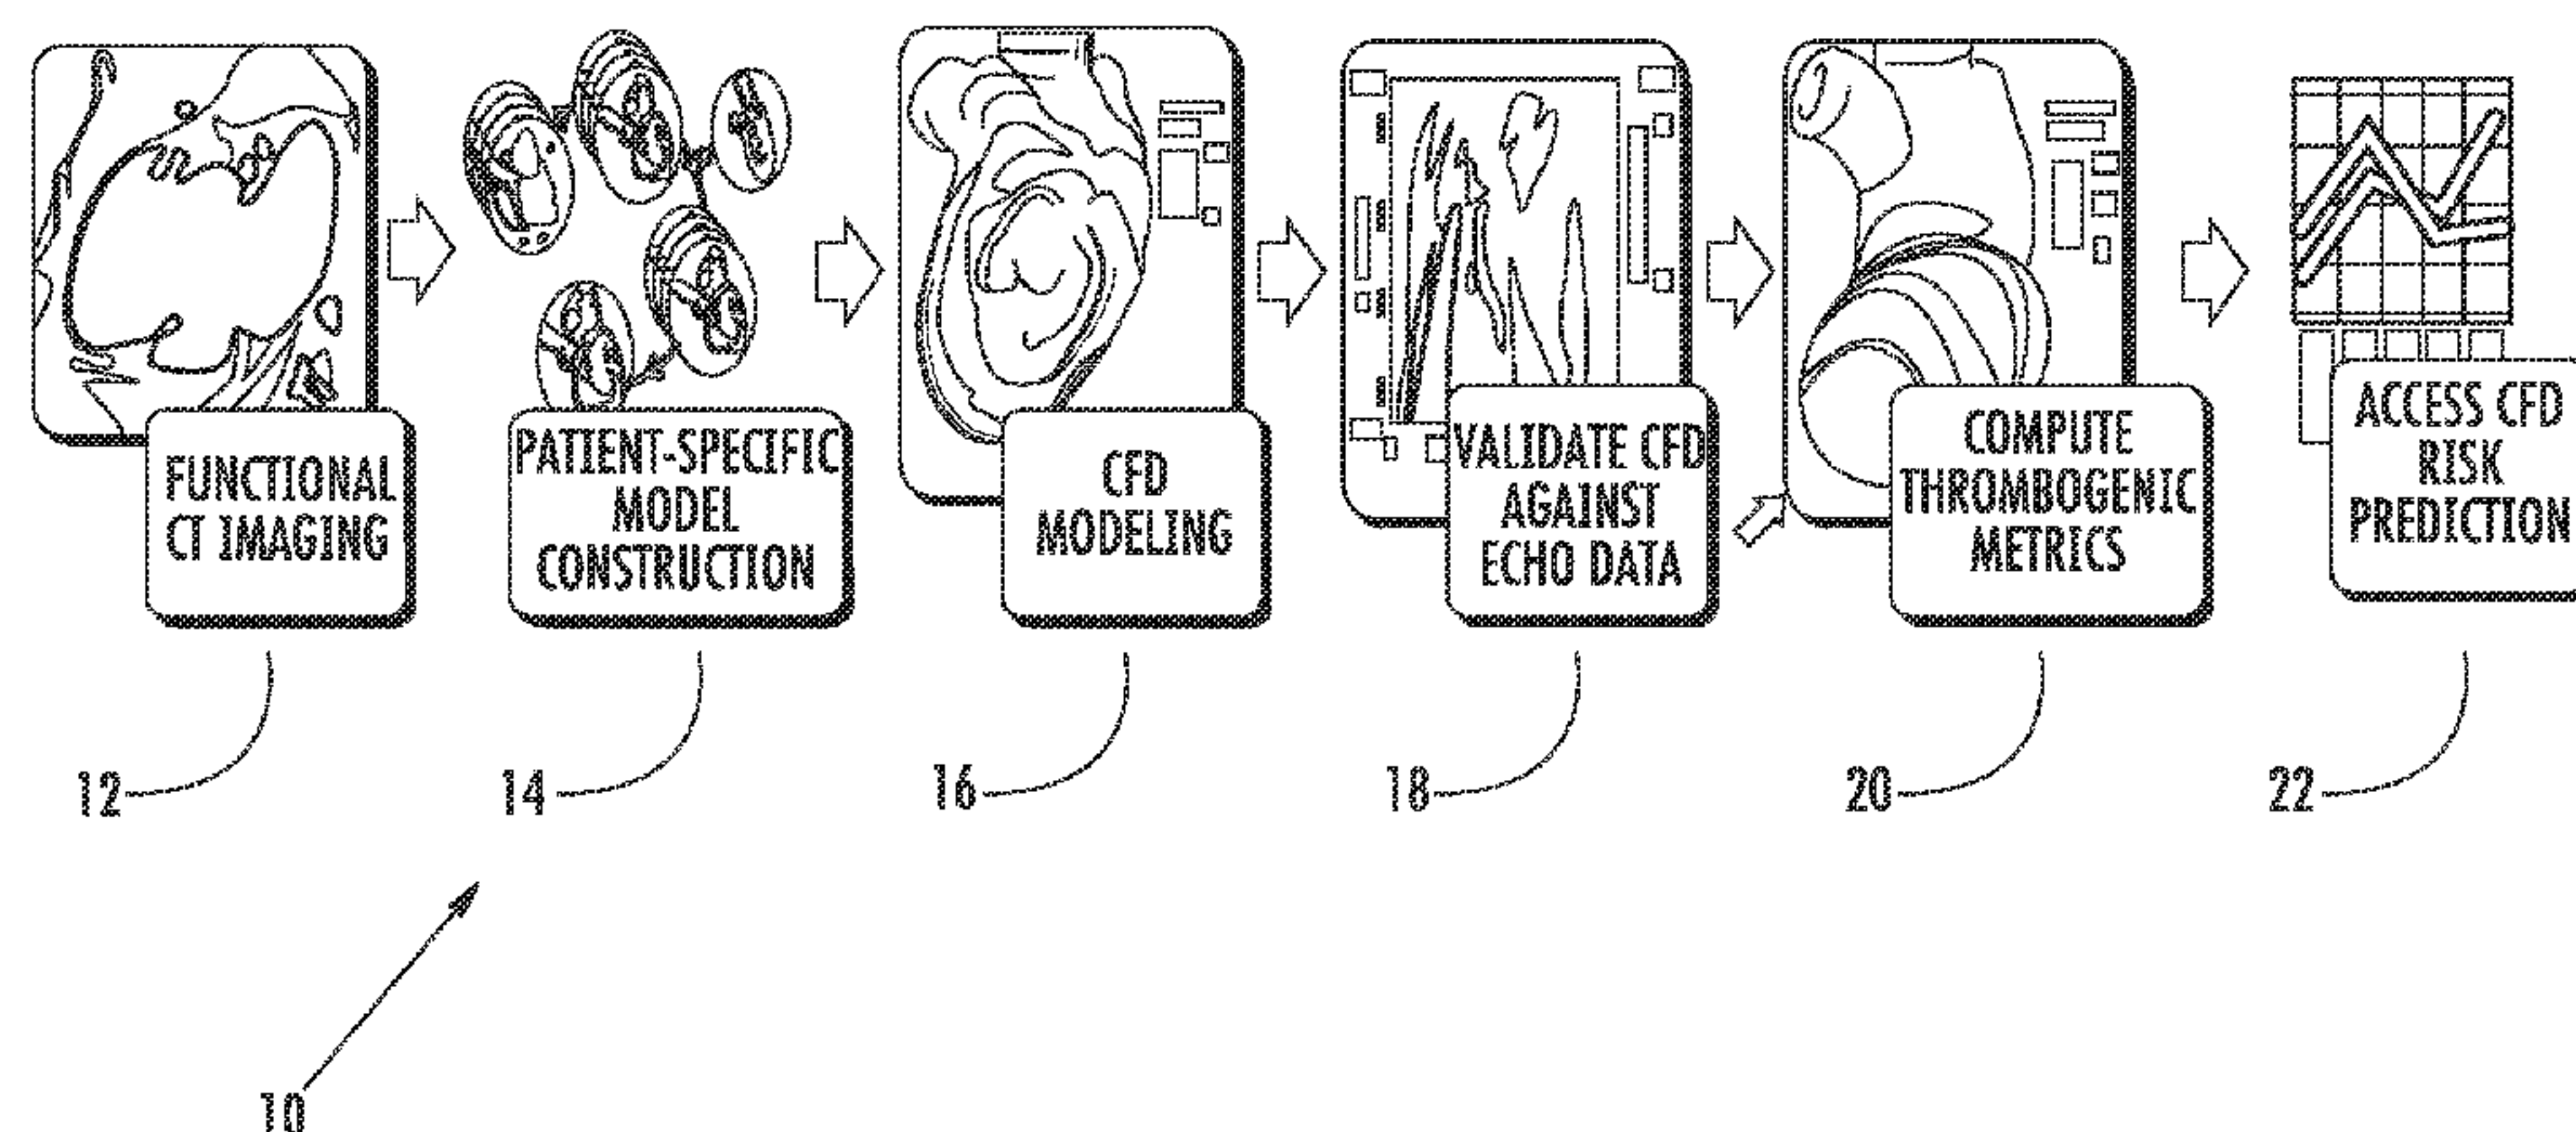 FUNCTIONAL
CT IMAGING
PATIENT-SPECIFIC
MODEL
CONSTRUCTION
CFD
MODELING
VALIDATE CFD
AGAINST
ECHO DATA
COMPUTE
THROMBOGENIC
METRICS
ACCESS CFD
RISK
PREDICTION
12
14
16
18
20
22
10